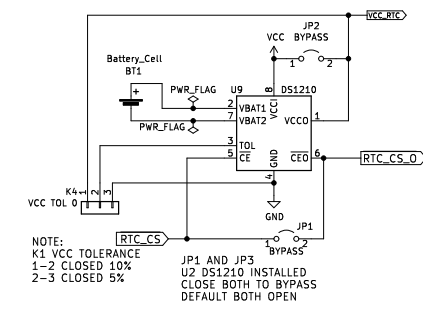 VCC_RTC
JP2
VCC BYPASS
1 2
Battery_Cell
BT1
+
PWR_FLAG
U9 DS1210
8
VCCI
2 VBAT1
7 VBAT2
VCCO 1
PWR_FLAG
3 TOL
5 CE
GND
4
CEO 6
RTC_CS_O
K4
1 2 3
VCC TOL 0
GND
RTC_CS
JP1
1 2
BYPASS
NOTE:
K1 VCC TOLERANCE
1-2 CLOSED 10%
2-3 CLOSED 5%
JP1 AND JP3
U2 DS1210 INSTALLED
CLOSE BOTH TO BYPASS
DEFAULT BOTH OPEN